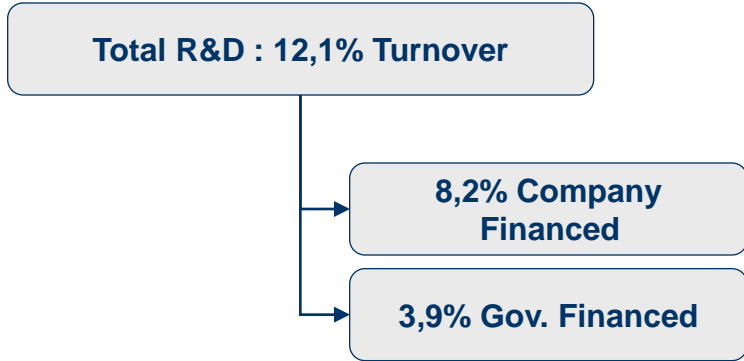 Total R&D : 12,1% Turnover
8,2% Company
Financed
3,9% Gov. Financed